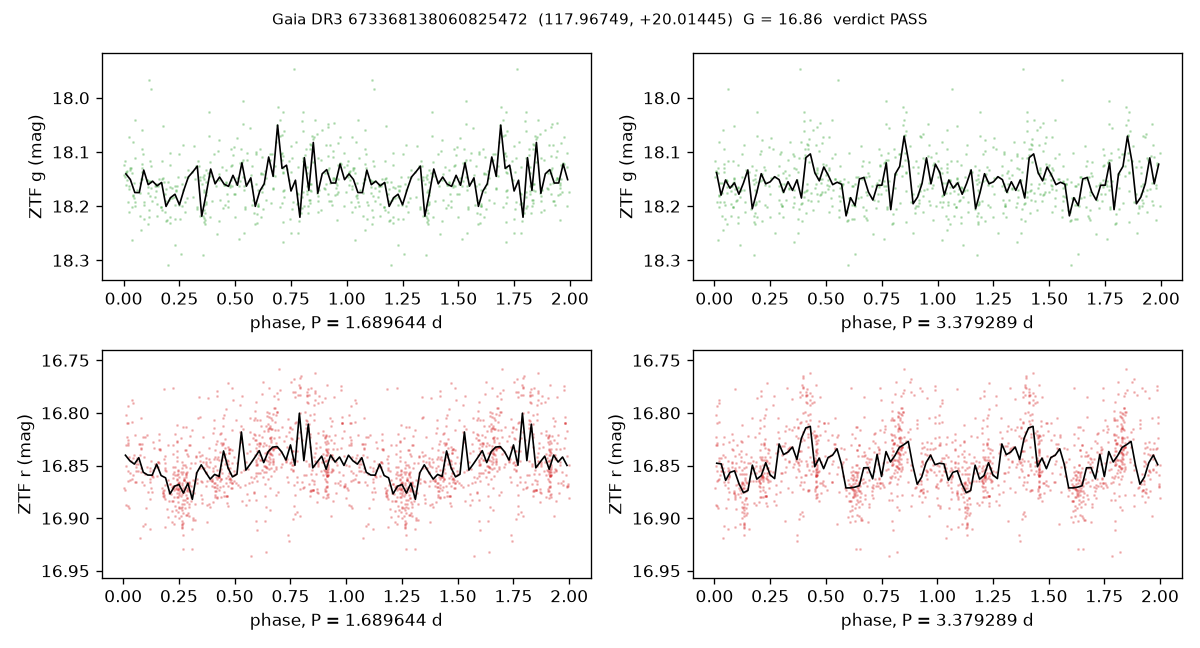 Gaia DR3 673368138060825472 (117.96749, +20.01445) G = 16.86 verdict PASS
ZTF g (mag)
18.0
18.1
18.2
18.3
0.00 0.25 0.50 0.75 1.00 1.25 1.50 1.75 2.00
phase, P = 1.689644 d
ZTF g (mag)
18.0
18.1
18.2
18.3
0.00 0.25 0.50 0.75 1.00 1.25 1.50 1.75 2.00
phase, P = 3.379289 d
ZTF r (mag)
16.75
16.80
16.85
16.90
16.95
0.00 0.25 0.50 0.75 1.00 1.25 1.50 1.75 2.00
phase, P = 1.689644 d
ZTF r (mag)
16.75
16.80
16.85
16.90
16.95
0.00 0.25 0.50 0.75 1.00 1.25 1.50 1.75 2.00
phase, P = 3.379289 d